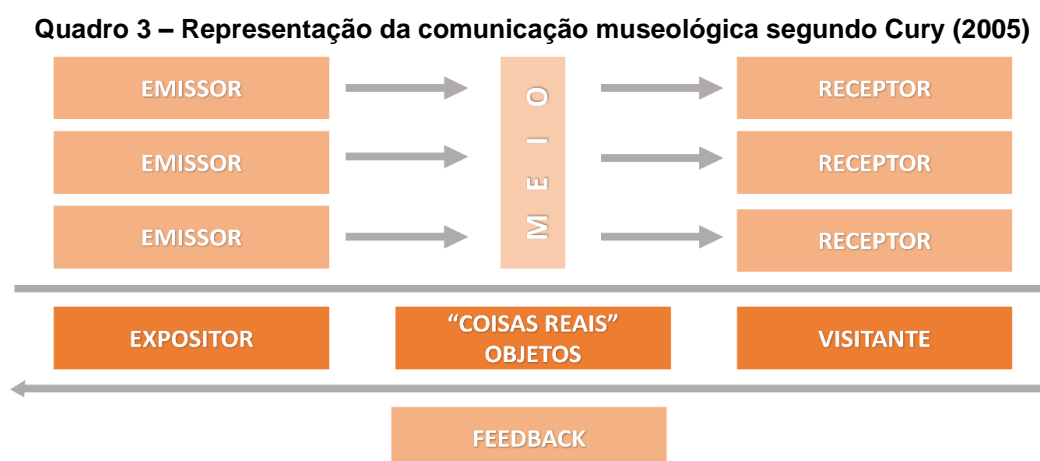 Quadro 3 – Representação da comunicação museológica segundo Cury (2005)
EMISSOR
EMISSOR
EMISSOR
MEIO
RECEPTOR
RECEPTOR
RECEPTOR
EXPOSITOR
“COISAS REAIS”
OBJETOS
VISITANTE
FEEDBACK